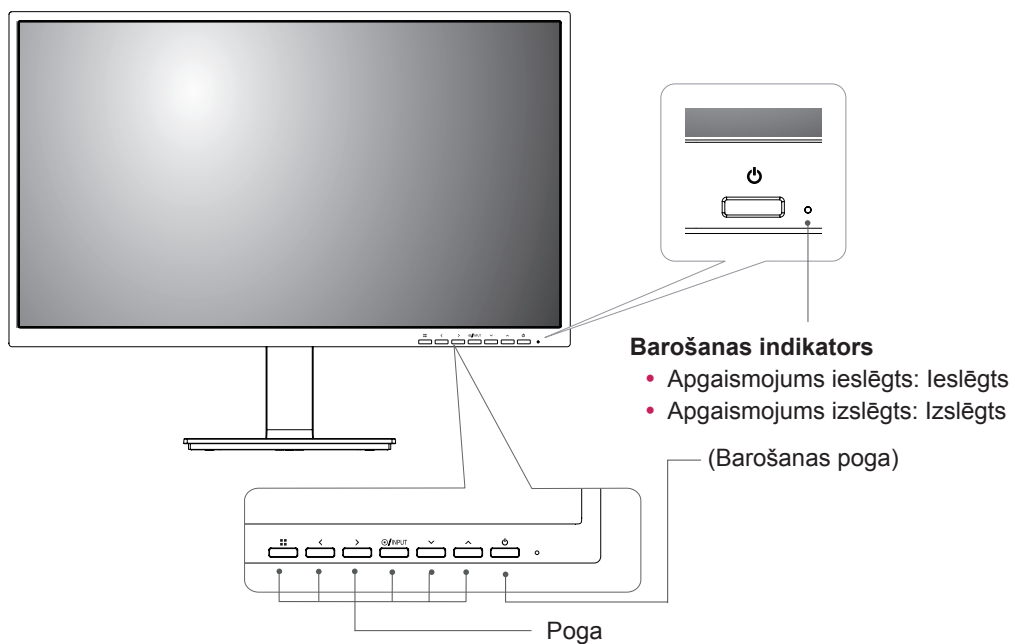 Barošanas indikators
• Apgaismojums ieslēgts: Ieslēgts
• Apgaismojums izslēgts: Izslēgts
(Barošanas poga)
/INPUT
Poga